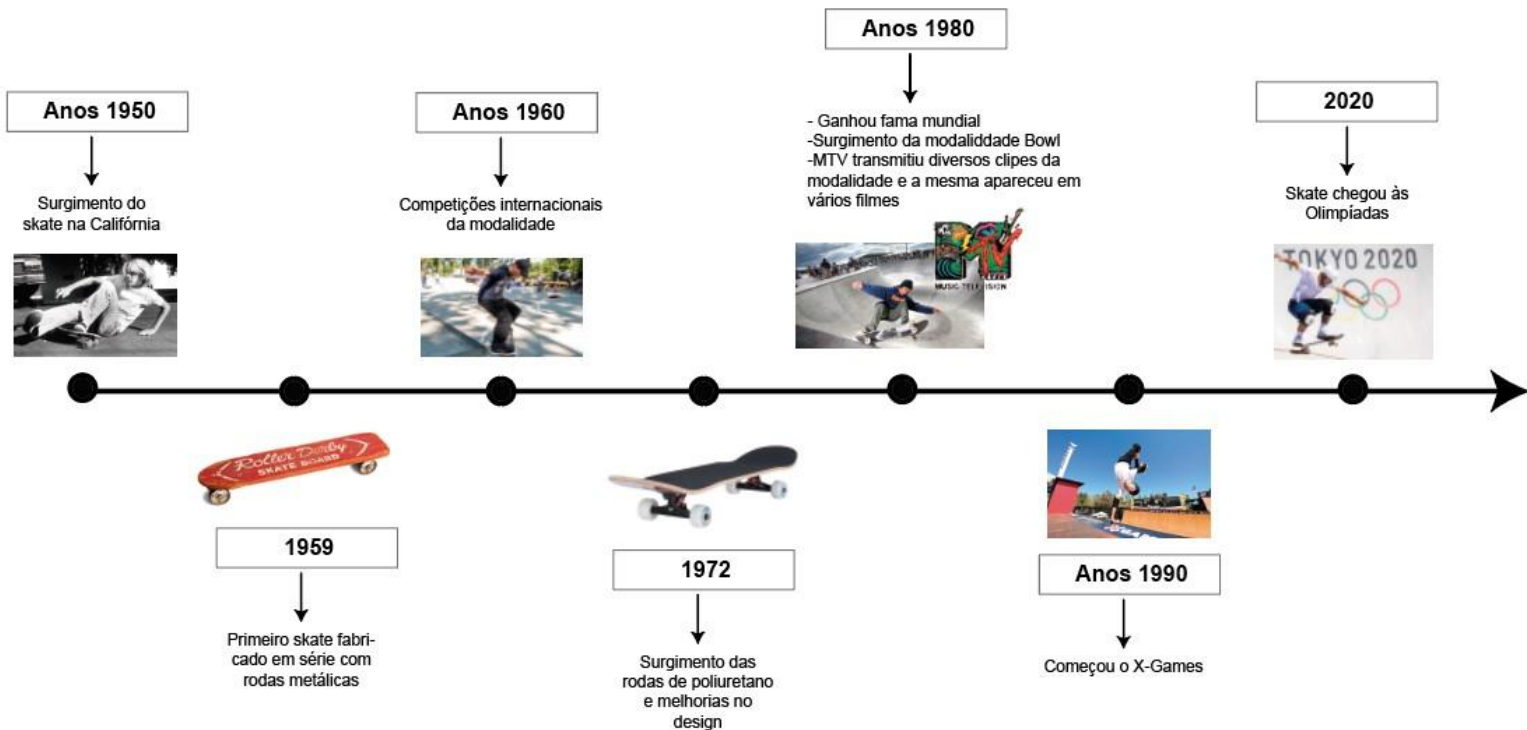 Anos 1950
Surgimento do
skate na Califórnia
Roller Derby
SKATE BOARD
1959
Primeiro skate fabri-
cado em série com
rodas metálicas
Anos 1960
Competições internacionais
da modalidade
1972
Surgimento das
rodas de poliuretano
e melhorias no
design
Anos 1980
- Ganhou fama mundial
-Surgimento da modaliddade Bowl
-MTV transmitiu diversos clipes da
modalidade e a mesma apareceu em
vários filmes
MTV
MUSIC TELEVISION
Anos 1990
Começou o X-Games
2020
Skate chegou às
Olimpíadas
TOKYO 2020